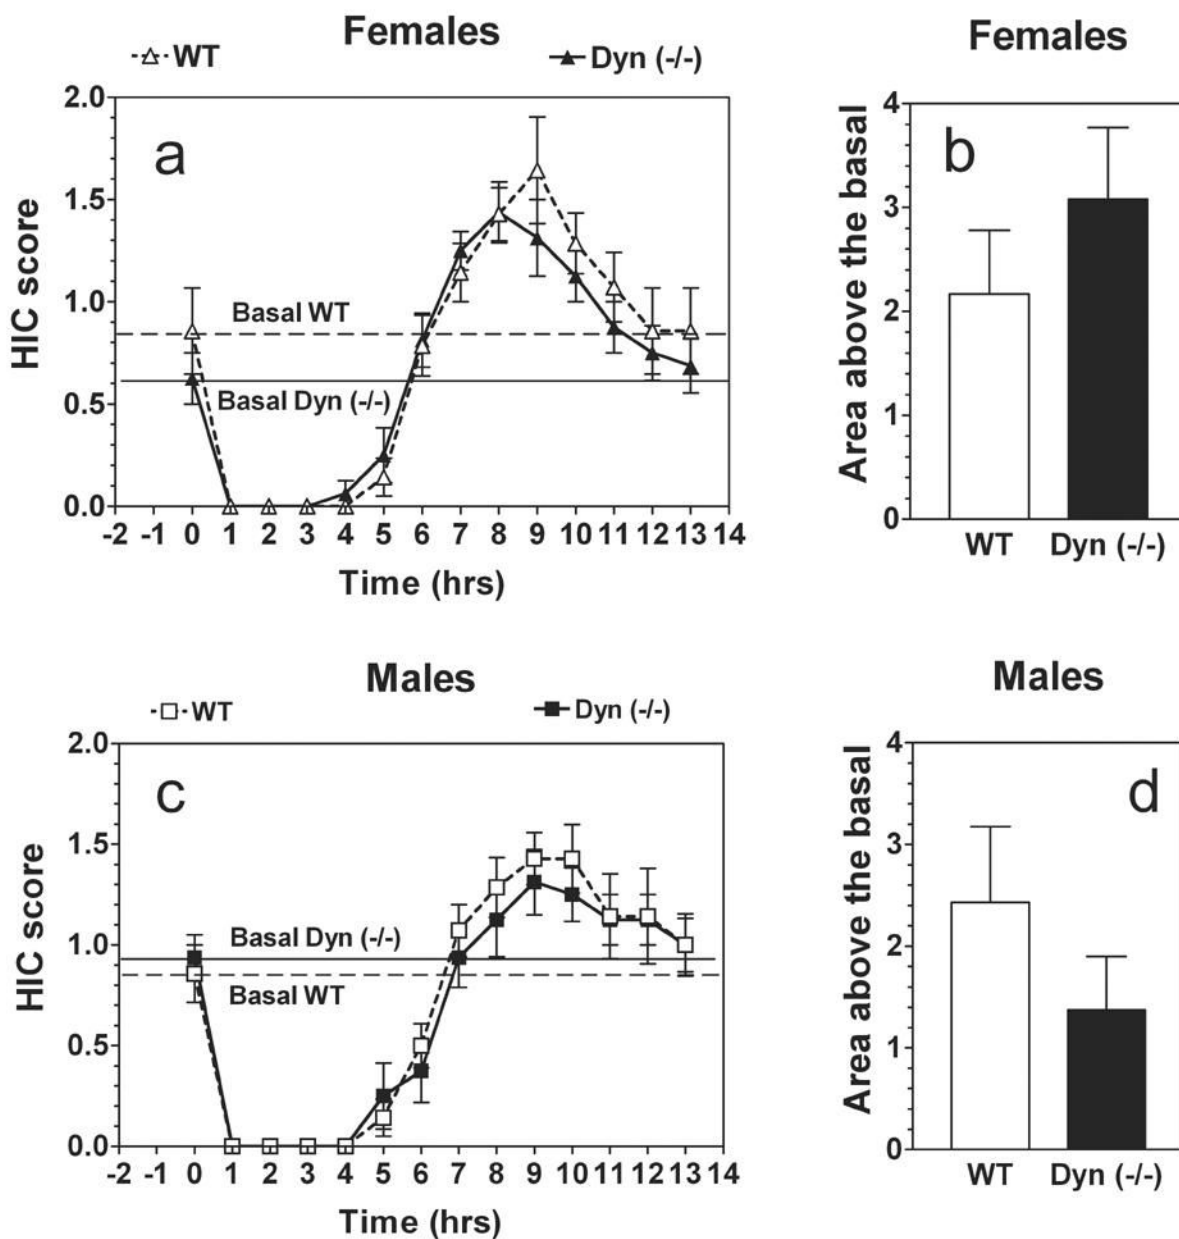 Females
WT
Dyn (-/-)
2.0
1.5
1.0
0.5
0.0
HIC score
a
Basal WT
Basal Dyn (-/-)
-2 -1 0 1 2 3 4 5 6 7 8 9 10 11 12 13 14
Time (hrs)
Females
4
3
2
1
0
Area above the basal
b
WT Dyn (-/-)
Males
WT
Dyn (-/-)
2.0
1.5
1.0
0.5
0.0
HIC score
c
Basal Dyn (-/-)
Basal WT
-2 -1 0 1 2 3 4 5 6 7 8 9 10 11 12 13 14
Time (hrs)
Males
4
3
2
1
0
Area above the basal
d
WT Dyn (-/-)